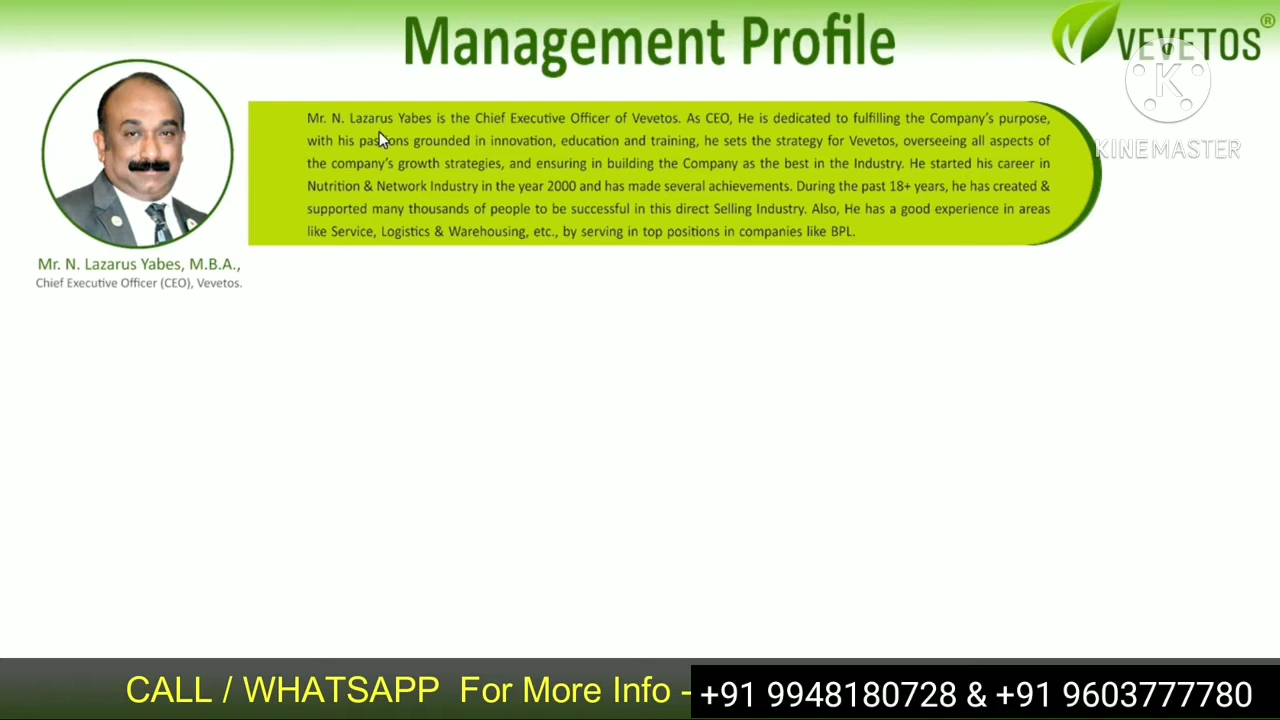 Management Profile
VEVETOS®
K
KINEMASTER
Mr. N. Lazarus Yabes is the Chief Executive Officer of Vevetos. As CEO, He is dedicated to fulfilling the Company's purpose,
with his passions grounded in innovation, education and training, he sets the strategy for Vevetos, overseeing all aspects of
the company's growth strategies, and ensuring in building the Company as the best in the Industry. He started his career in
Nutrition & Network Industry in the year 2000 and has made several achievements. During the past 18+ years, he has created &
supported many thousands of people to be successful in this direct Selling Industry. Also, He has a good experience in areas
like Service, Logistics & Warehousing, etc., by serving in top positions in companies like BPL.
Mr. N. Lazarus Yabes, M.B.A.,
Chief Executive Officer (CEO), Vevetos.
CALL / WHATSAPP For More Info - +91 9948180728 & +91 9603777780